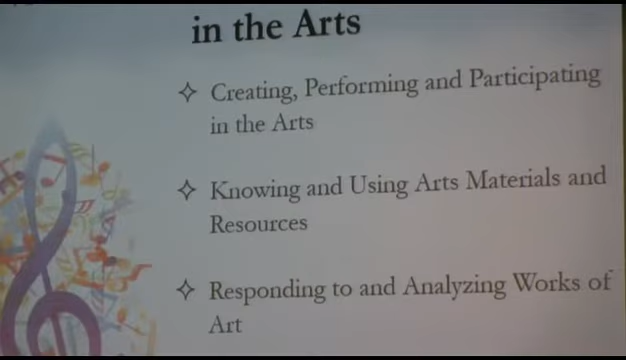 in the Arts
✧ Creating, Performing and Participating
in the Arts
✧ Knowing and Using Arts Materials and
Resources
✧ Responding to and Analyzing Works of
Art